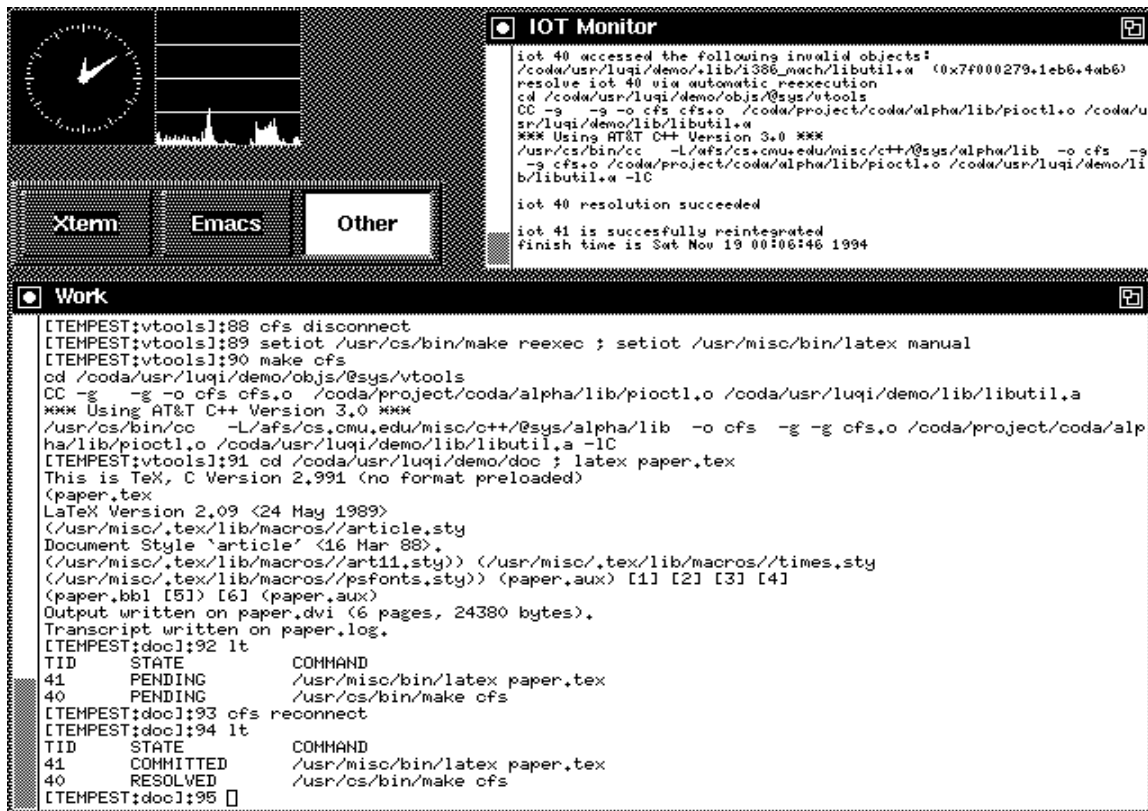 IOT Monitor
iot 40 accessed the following invalid objects:
/coda/usr/luqi/demo/.lib/i386_mach/libutil.a  (0x7f000279.1eb6.4ab6)
resolve iot 40 via automatic reexecution
cd /coda/usr/luqi/demo/objs/@sys/vtools
CC -g   -g -o cfs cfs.o  /coda/project/coda/alpha/lib/pioctl.o /coda/u
sr/luqi/demo/lib/libutil.a
*** Using AT&T C++ Version 3.0 ***
/usr/cs/bin/cc   -L/afs/cs.cmu.edu/misc/c++/@sys/alpha/lib  -o cfs  -g
 -g cfs.o /coda/project/coda/alpha/lib/pioctl.o /coda/usr/luqi/demo/li
b/libutil.a -lC
iot 40 resolution succeeded
iot 41 is succesfully reintegrated
finish time is Sat Nov 19 00:06:46 1994
Xterm
Emacs
Other
Work
[TEMPEST:vtools]:88 cfs disconnect
[TEMPEST:vtools]:89 setiot /usr/cs/bin/make reexec ; setiot /usr/misc/bin/latex manual
[TEMPEST:vtools]:90 make cfs
cd /coda/usr/luqi/demo/objs/@sys/vtools
CC -g   -g -o cfs cfs.o  /coda/project/coda/alpha/lib/pioctl.o /coda/usr/luqi/demo/lib/libutil.a
*** Using AT&T C++ Version 3.0 ***
/usr/cs/bin/cc   -L/afs/cs.cmu.edu/misc/c++/@sys/alpha/lib  -o cfs  -g -g cfs.o /coda/project/coda/alp
ha/lib/pioctl.o /coda/usr/luqi/demo/lib/libutil.a -lC
[TEMPEST:vtools]:91 cd /coda/usr/luqi/demo/doc ; latex paper.tex
This is TeX, C Version 2.991 (no format preloaded)
(paper.tex
LaTeX Version 2.09 <24 May 1989>
(/usr/misc/.tex/lib/macros//article.sty
Document Style `article' <16 Mar 88>.
(/usr/misc/.tex/lib/macros//art11.sty)) (/usr/misc/.tex/lib/macros//times.sty
(/usr/misc/.tex/lib/macros//psfonts.sty)) (paper.aux) [1] [2] [3] [4]
(paper.bbl [5]) [6] (paper.aux)
Output written on paper.dvi (6 pages, 24380 bytes).
Transcript written on paper.log.
[TEMPEST:doc]:92 lt
TID     STATE           COMMAND
41      PENDING         /usr/misc/bin/latex paper.tex
40      PENDING         /usr/cs/bin/make cfs
[TEMPEST:doc]:93 cfs reconnect
[TEMPEST:doc]:94 lt
TID     STATE           COMMAND
41      COMMITTED       /usr/misc/bin/latex paper.tex
40      RESOLVED        /usr/cs/bin/make cfs
[TEMPEST:doc]:95